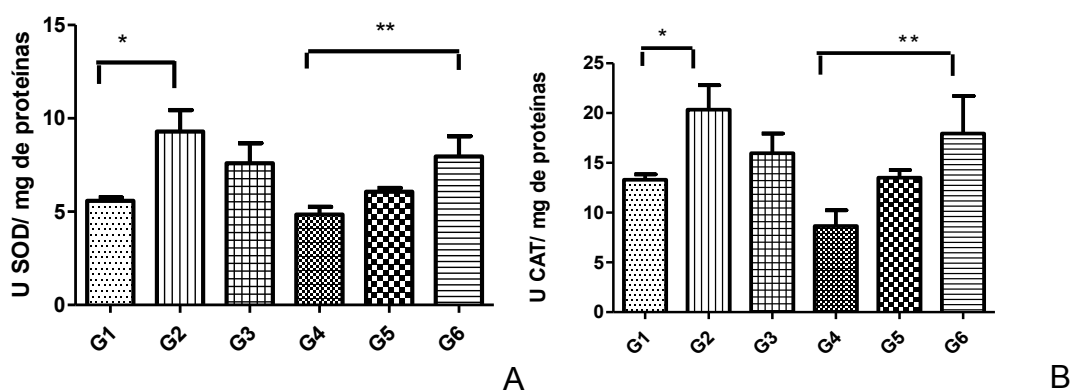 *
**
15
10
5
0
U SOD/ mg de proteínas
G1
G2
G3
G4
G5
G6
A
*
**
25
20
15
10
5
0
U CAT/ mg de proteínas
G1
G2
G3
G4
G5
G6
B